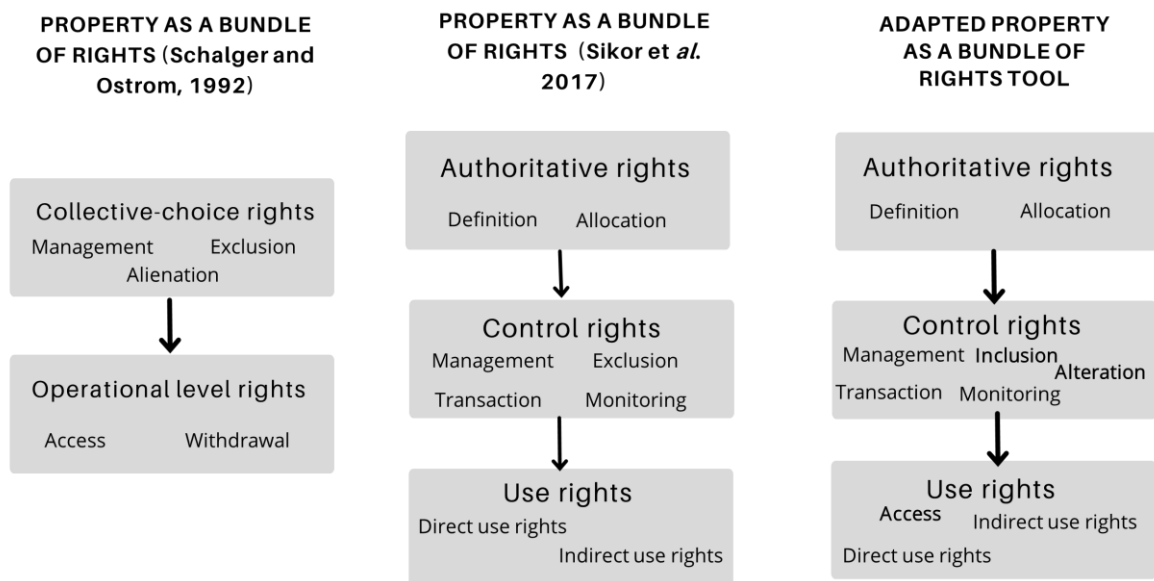 PROPERTY AS A BUNDLE
OF RIGHTS (Schalger and
Ostrom, 1992)
Collective-choice rights
Management Exclusion
Alienation
Operational level rights
Access Withdrawal
PROPERTY AS A BUNDLE
OF RIGHTS (Sikor et al.
2017)
Authoritative rights
Definition Allocation
Control rights
Management Exclusion
Transaction Monitoring
Use rights
Direct use rights
Indirect use rights
ADAPTED PROPERTY
AS A BUNDLE OF
RIGHTS TOOL
Authoritative rights
Definition Allocation
Control rights
Management Inclusion
Alteration
Transaction Monitoring
Use rights
Access Indirect use rights
Direct use rights